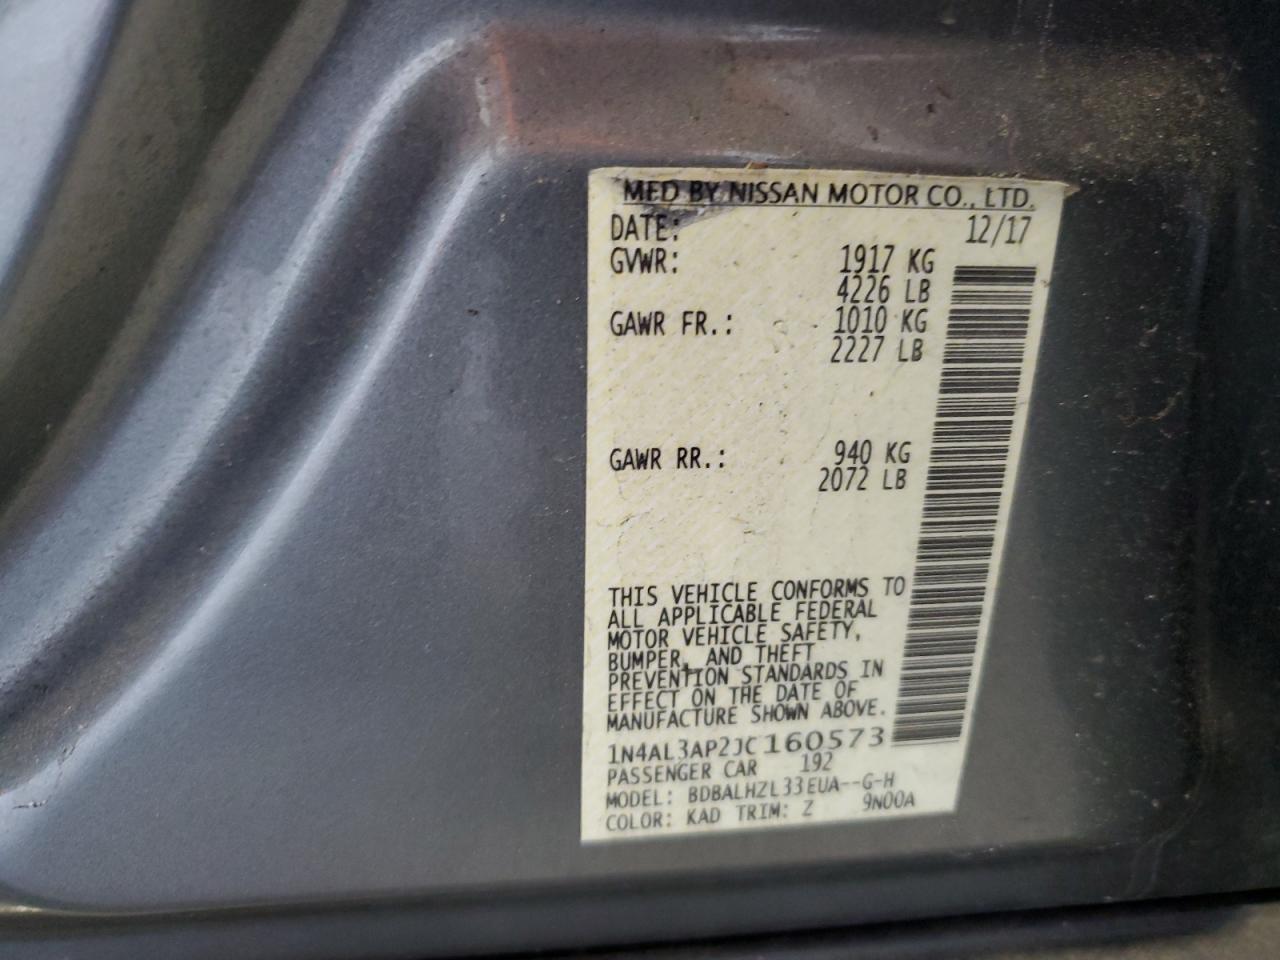 MFD BY NISSAN MOTOR CO., LTD.
DATE: 12/17
GVWR: 1917 KG
4226 LB
GAWR FR.: 1010 KG
2227 LB
GAWR RR.: 940 KG
2072 LB
THIS VEHICLE CONFORMS TO
ALL APPLICABLE FEDERAL
MOTOR VEHICLE SAFETY,
BUMPER, AND THEFT
PREVENTION STANDARDS IN
EFFECT ON THE DATE OF
MANUFACTURE SHOWN ABOVE.
1N4AL3AP2JC160573
PASSENGER CAR 192
MODEL: BDBALHZL33EUA--G-H
COLOR: KAD TRIM: Z 9N00A